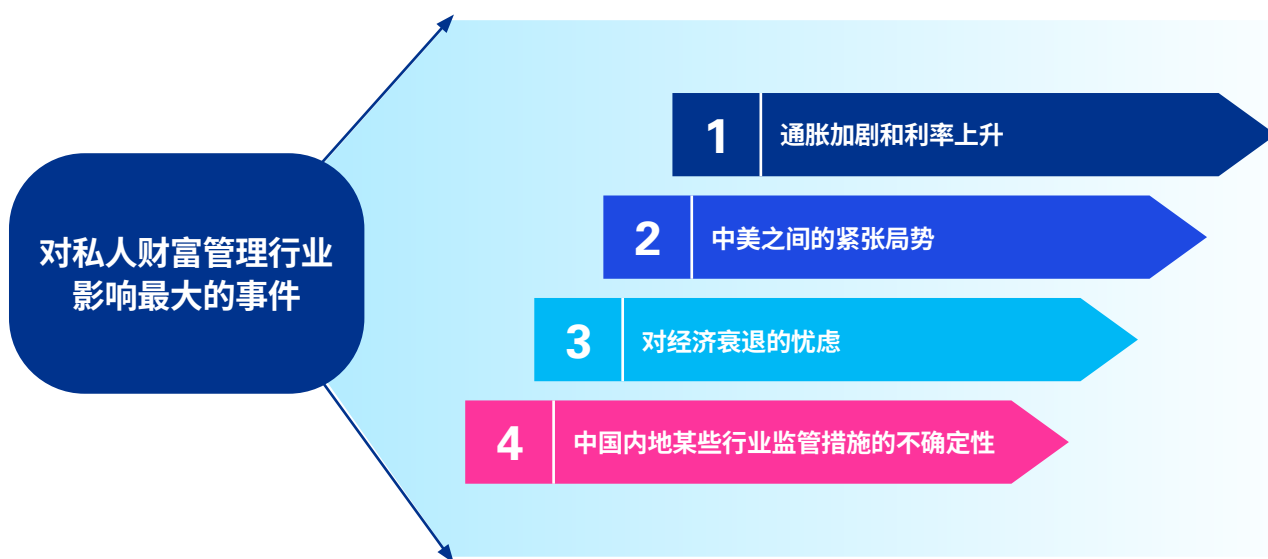 对私人财富管理行业
影响最大的事件
1 通胀加剧和利率上升
2 中美之间的紧张局势
3 对经济衰退的忧虑
4 中国内地某些行业监管措施的不确定性